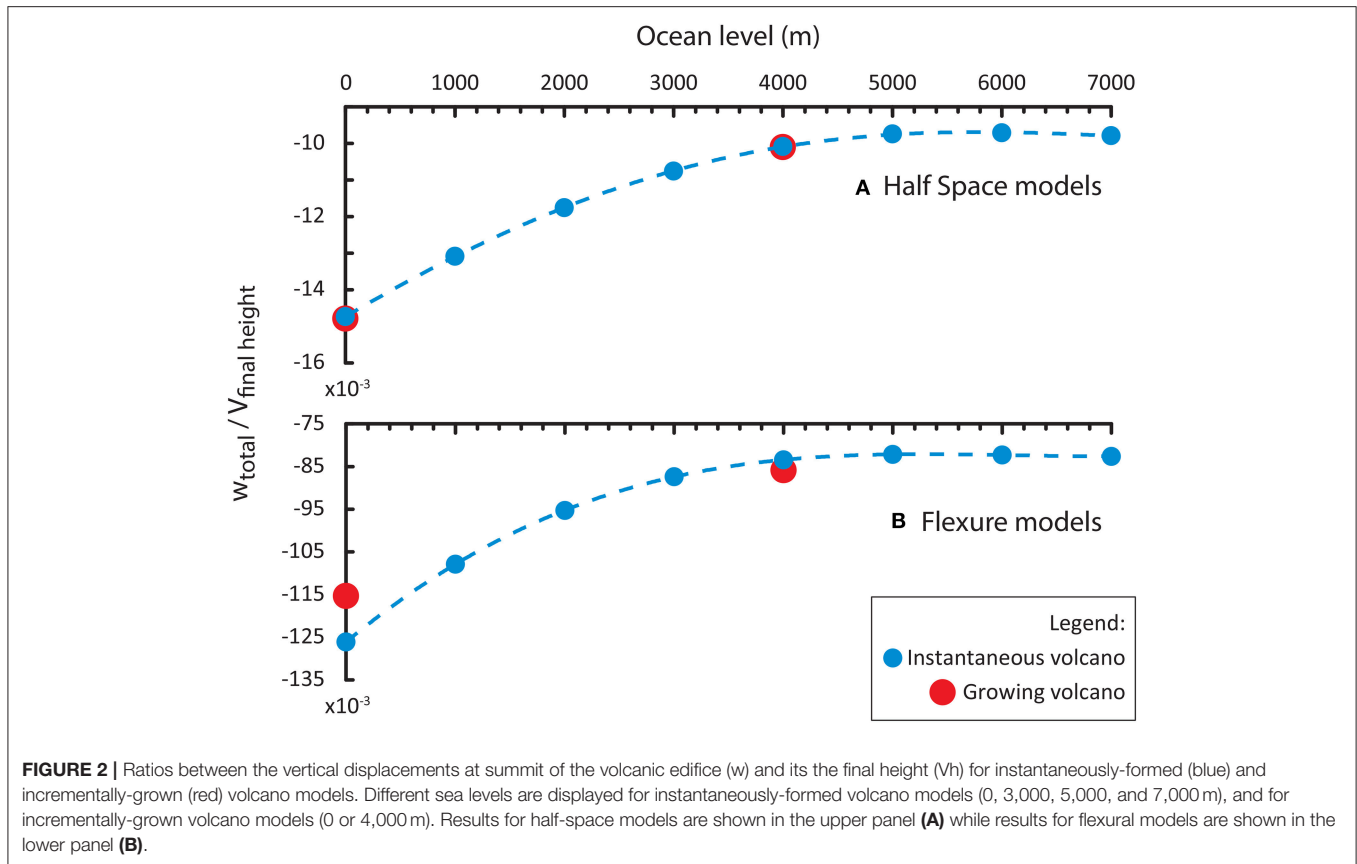 Ocean level (m)
0 1000 2000 3000 4000 5000 6000 7000
-10
-12
-14
-16
x10-3
A Half Space models
wtotal / Vfinal height
-75
-85
-95
-105
-115
-125
-135
x10-3
B Flexure models
Legend:
Instantaneous volcano
Growing volcano
FIGURE 2 | Ratios between the vertical displacements at summit of the volcanic edifice (w) and its the final height (Vh) for instantaneously-formed (blue) and
incrementally-grown (red) volcano models. Different sea levels are displayed for instantaneously-formed volcano models (0, 3,000, 5,000, and 7,000 m), and for
incrementally-grown volcano models (0 or 4,000 m). Results for half-space models are shown in the upper panel (A) while results for flexural models are shown in the
lower panel (B).